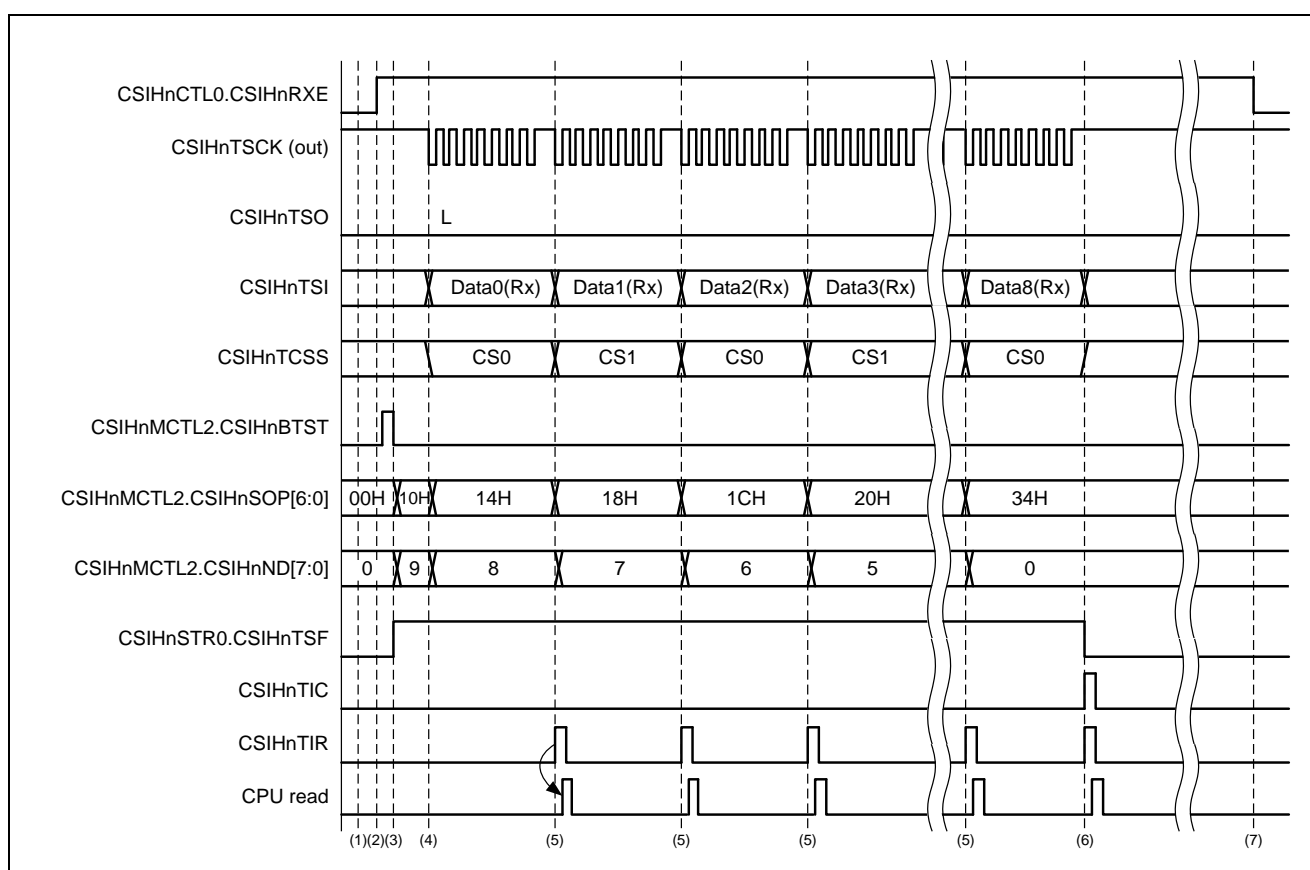 CSIHnCTL0.CSIHnRXE
CSIHnTSCK (out)
CSIHnTSO L
CSIHnTSI Data0(Rx) Data1(Rx) Data2(Rx) Data3(Rx) Data8(Rx)
CSIHnTCSS CS0 CS1 CS0 CS1 CS0
CSIHnMCTL2.CSIHnBTST
CSIHnMCTL2.CSIHnSOP[6:0] 00H 10H 14H 18H 1CH 20H 34H
CSIHnMCTL2.CSIHnND[7:0] 0 9 8 7 6 5 0
CSIHnSTR0.CSIHnTSF
CSIHnTIC
CSIHnTIR
CPU read
(1)(2)(3) (4) (5) (5) (5) (5) (6) (7)